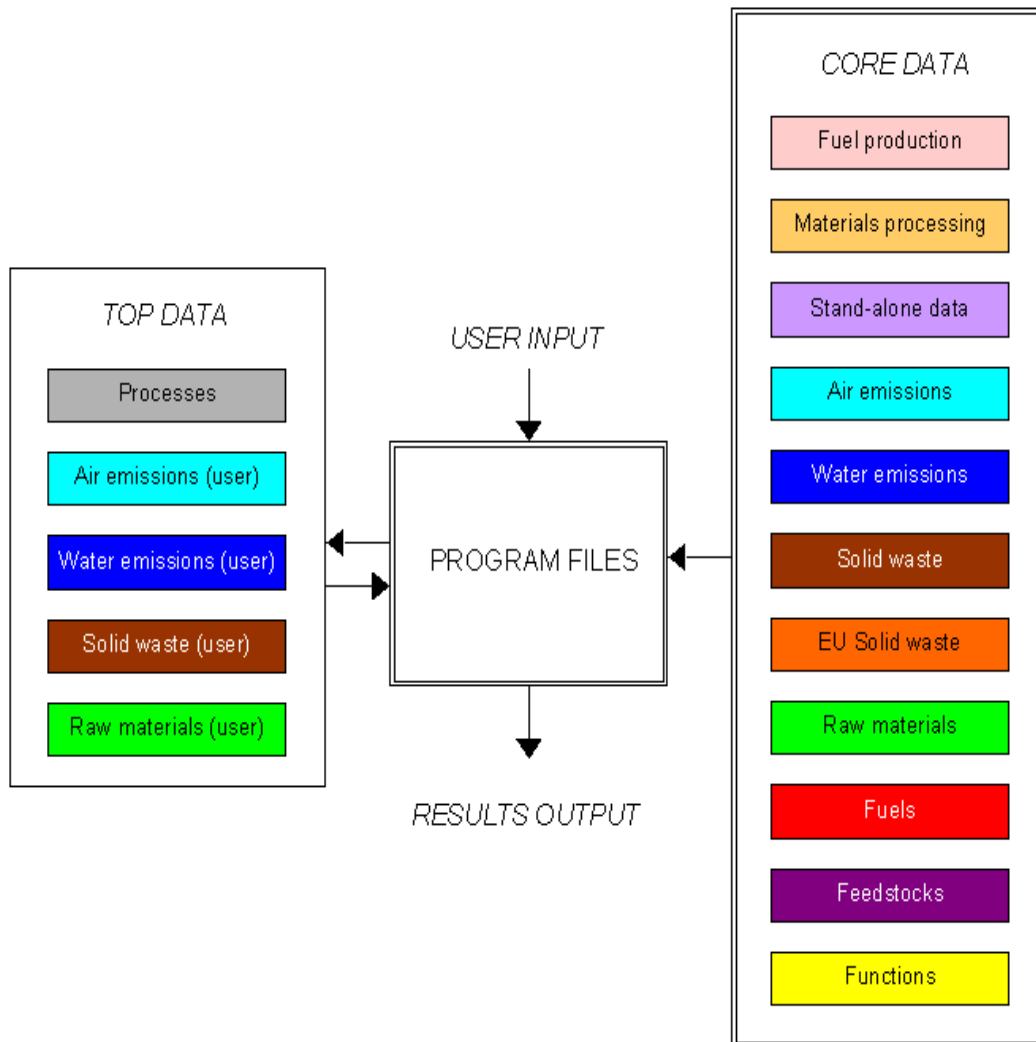 TOP DATA
Processes
Air emissions (user)
Water emissions (user)
Solid waste (user)
Raw materials (user)
USER INPUT
PROGRAM FILES
RESULTS OUTPUT
CORE DATA
Fuel production
Materials processing
Stand-alone data
Air emissions
Water emissions
Solid waste
EU Solid waste
Raw materials
Fuels
Feedstocks
Functions